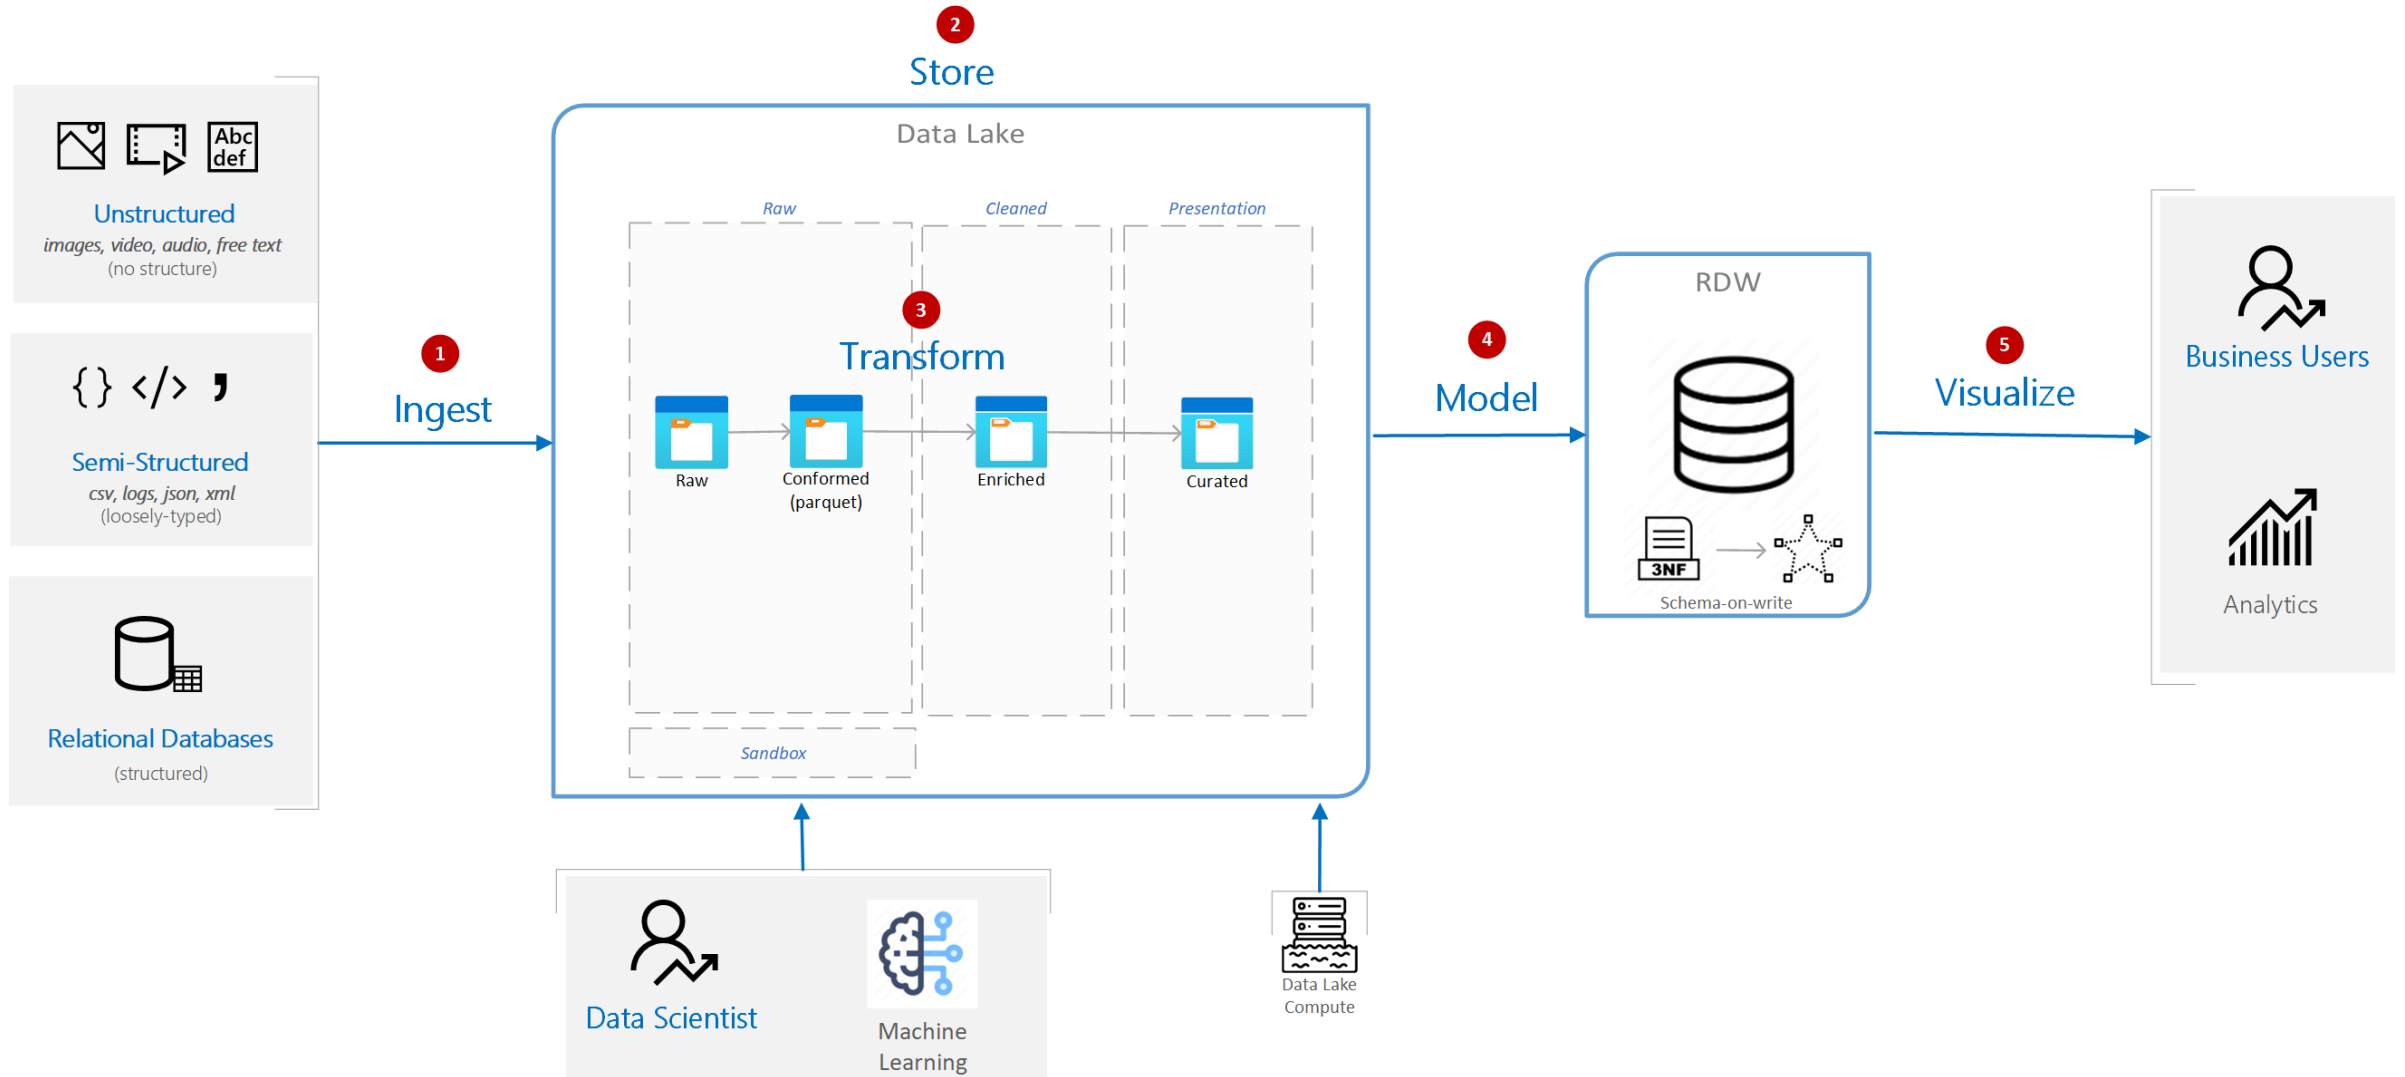 2
Store
Data Lake
Abc
def
Unstructured
images, video, audio, free text
(no structure)
{ } </> ,
Semi-Structured
csv, logs, json, xml
(loosely-typed)
Relational Databases
(structured)
1
Ingest
Raw
Cleaned
Presentation
3
Transform
Raw
Conformed
(parquet)
Enriched
Curated
Sandbox
Data Scientist
Machine
Learning
Data Lake
Compute
4
Model
RDW
3NF
Schema-on-write
5
Visualize
Business Users
Analytics